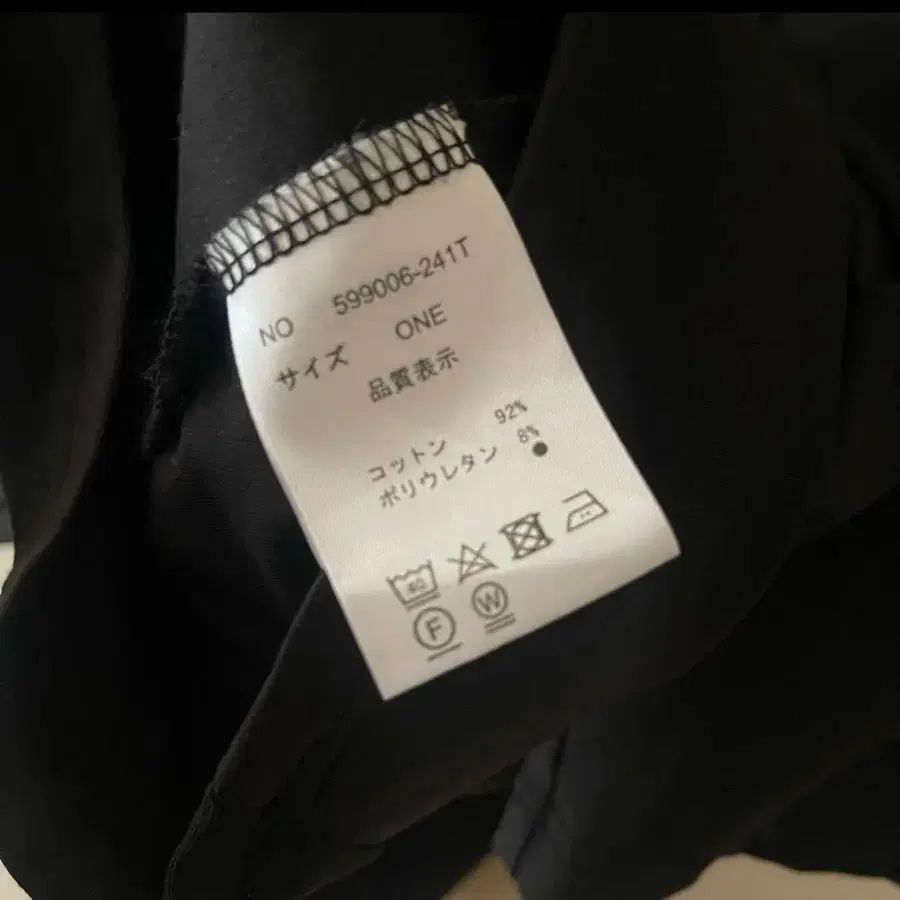 NO 599006-241T
サイズ ONE
品質表示
コットン 92%
ポリウレタン 8%
40
F W